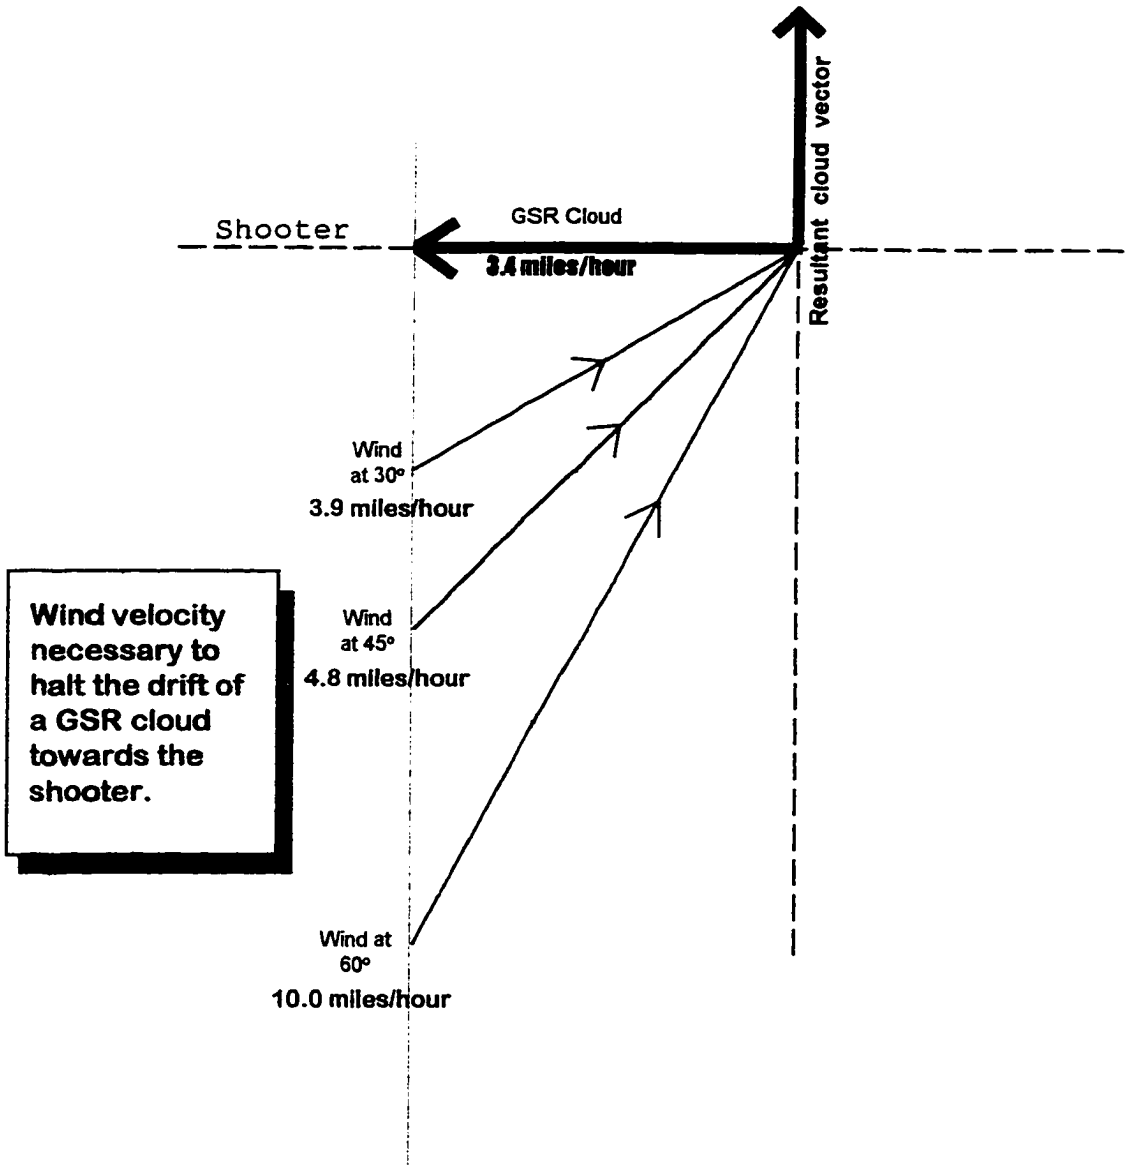 Resultant cloud vector
Shooter
GSR Cloud
3.4 miles/hour
Wind
at 30°
3.9 miles/hour
Wind
at 45°
4.8 miles/hour
Wind velocity
necessary to
halt the drift of
a GSR cloud
towards the
shooter.
Wind at
60°
10.0 miles/hour